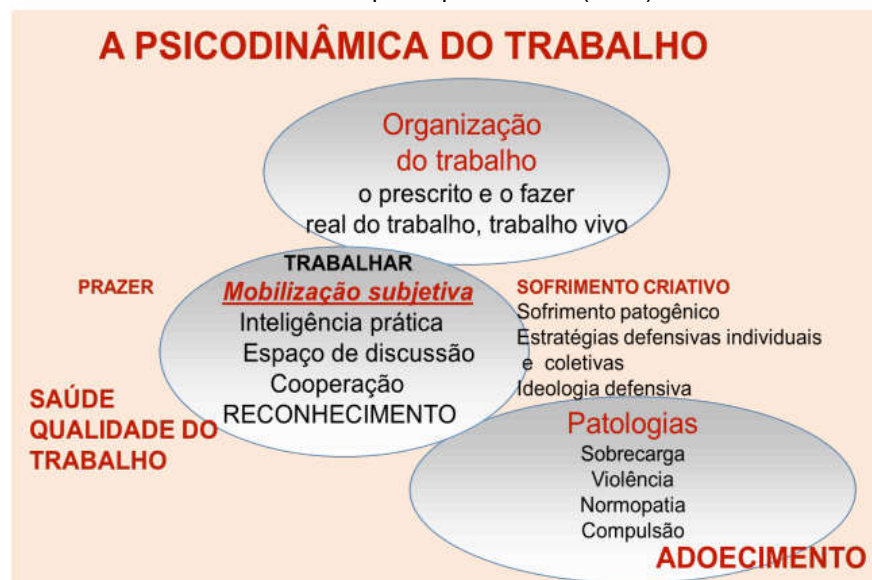 A PSICODINÂMICA DO TRABALHO
Organização
do trabalho
o prescrito e o fazer
real do trabalho, trabalho vivo
TRABALHAR
Mobilização subjetiva
Inteligência prática
Espaço de discussão
Cooperação
RECONHECIMENTO
PRAZER
SAÚDE
QUALIDADE DO
TRABALHO
SOFRIMENTO CRIATIVO
Sofrimento patogênico
Estratégias defensivas individuais
e coletivas
Ideologia defensiva
Patologias
Sobrecarga
Violência
Normopatia
Compulsão
ADOECIMENTO